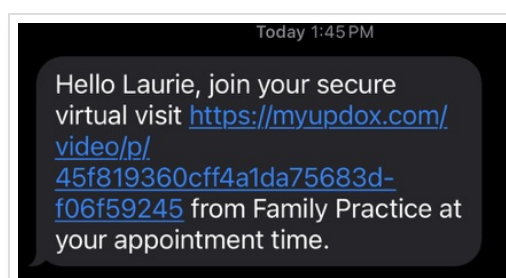 Today 1:45 PM
Hello Laurie, join your secure
virtual visit https://myupdox.com/
video/p/
45f819360cff4a1da75683d-
f06f59245 from Family Practice at
your appointment time.